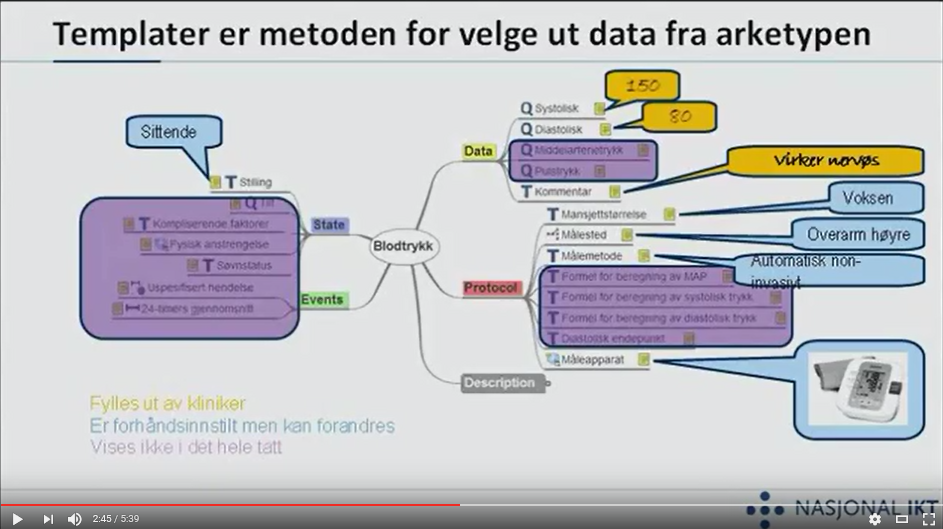 Templater er metoden for velge ut data fra arketypen
150
Systolisk
80
Diastolisk
Sittende
Data
Middelarterietrykk
virker nervøs
Pulstrykk
Stilling
Kommentar
Voksen
Tilt
Mansjettstørrelse
Kompliserende faktorer
State
Målested
Overarm høyre
Fysisk anstrengelse
Blodtrykk
Målemetode
Automatisk non-
invasivt
Søvnstatus
Formel for beregning av MAP
Uspesifisert hendelse
Protocol
Formel for beregning av systolisk trykk
Events
24-timers gjennomsnitt
Formel for beregning av diastolisk trykk
Diastolisk endepunkt
Måleapparat
Description
Fylles ut av kliniker
Er forhåndsinnstilt men kan forandres
Vises ikke i det hele tatt
NASJONAL IKT
2:45 / 5:39